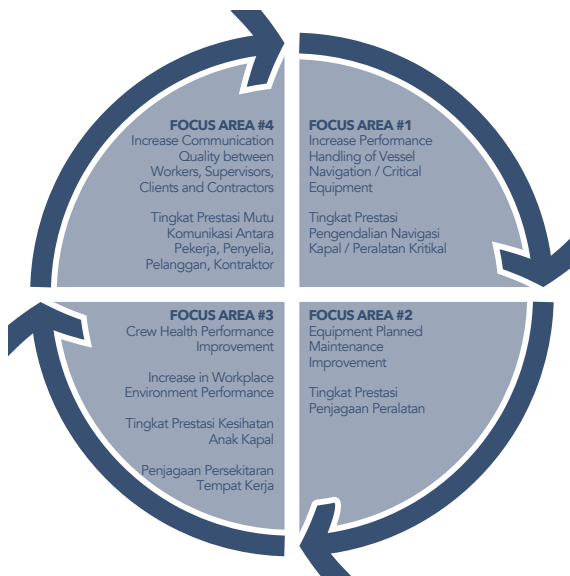 FOCUS AREA #4
Increase Communication
Quality between
Workers, Supervisors,
Clients and Contractors
Tingkat Prestasi Mutu
Komunikasi Antara
Pekerja, Penyelia,
Pelanggan, Kontraktor
FOCUS AREA #1
Increase Performance
Handling of Vessel
Navigation / Critical
Equipment
Tingkat Prestasi
Pengendalian Navigasi
Kapal / Peralatan Kritikal
FOCUS AREA #3
Crew Health Performance
Improvement
Increase in Workplace
Environment Performance
Tingkat Prestasi Kesihatan
Anak Kapal
Penjagaan Persekitaran
Tempat Kerja
FOCUS AREA #2
Equipment Planned
Maintenance
Improvement
Tingkat Prestasi
Penjagaan Peralatan